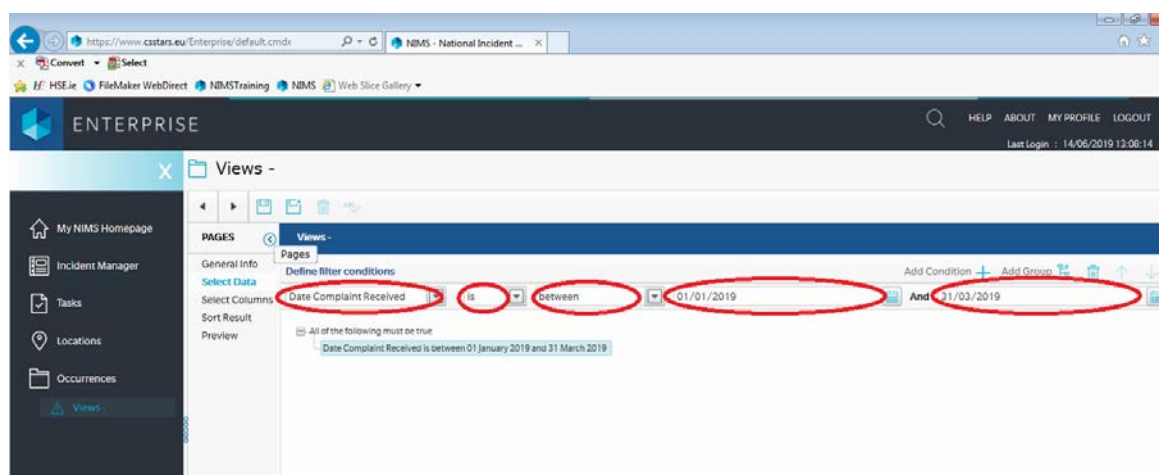 https://www.csstars.eu/Enterprise/default.cmdx
NIMS - National Incident ...
x Convert Select
HSE.ie FileMaker WebDirect NIMSTraining NIMS Web Slice Gallery
ENTERPRISE
HELP ABOUT MY PROFILE LOGOUT
Last Login : 14/06/2019 13:08:14
X
Views -
My NIMS Homepage
Incident Manager
Tasks
Locations
Occurrences
Views -
PAGES
Pages
General Info
Select Data
Select Columns
Sort Result
Preview
Views -
Define filter conditions
Add Condition Add Group
Date Complaint Received is between 01/01/2019 And 31/03/2019
All of the following must be true
Date Complaint Received is between 01 January 2019 and 31 March 2019